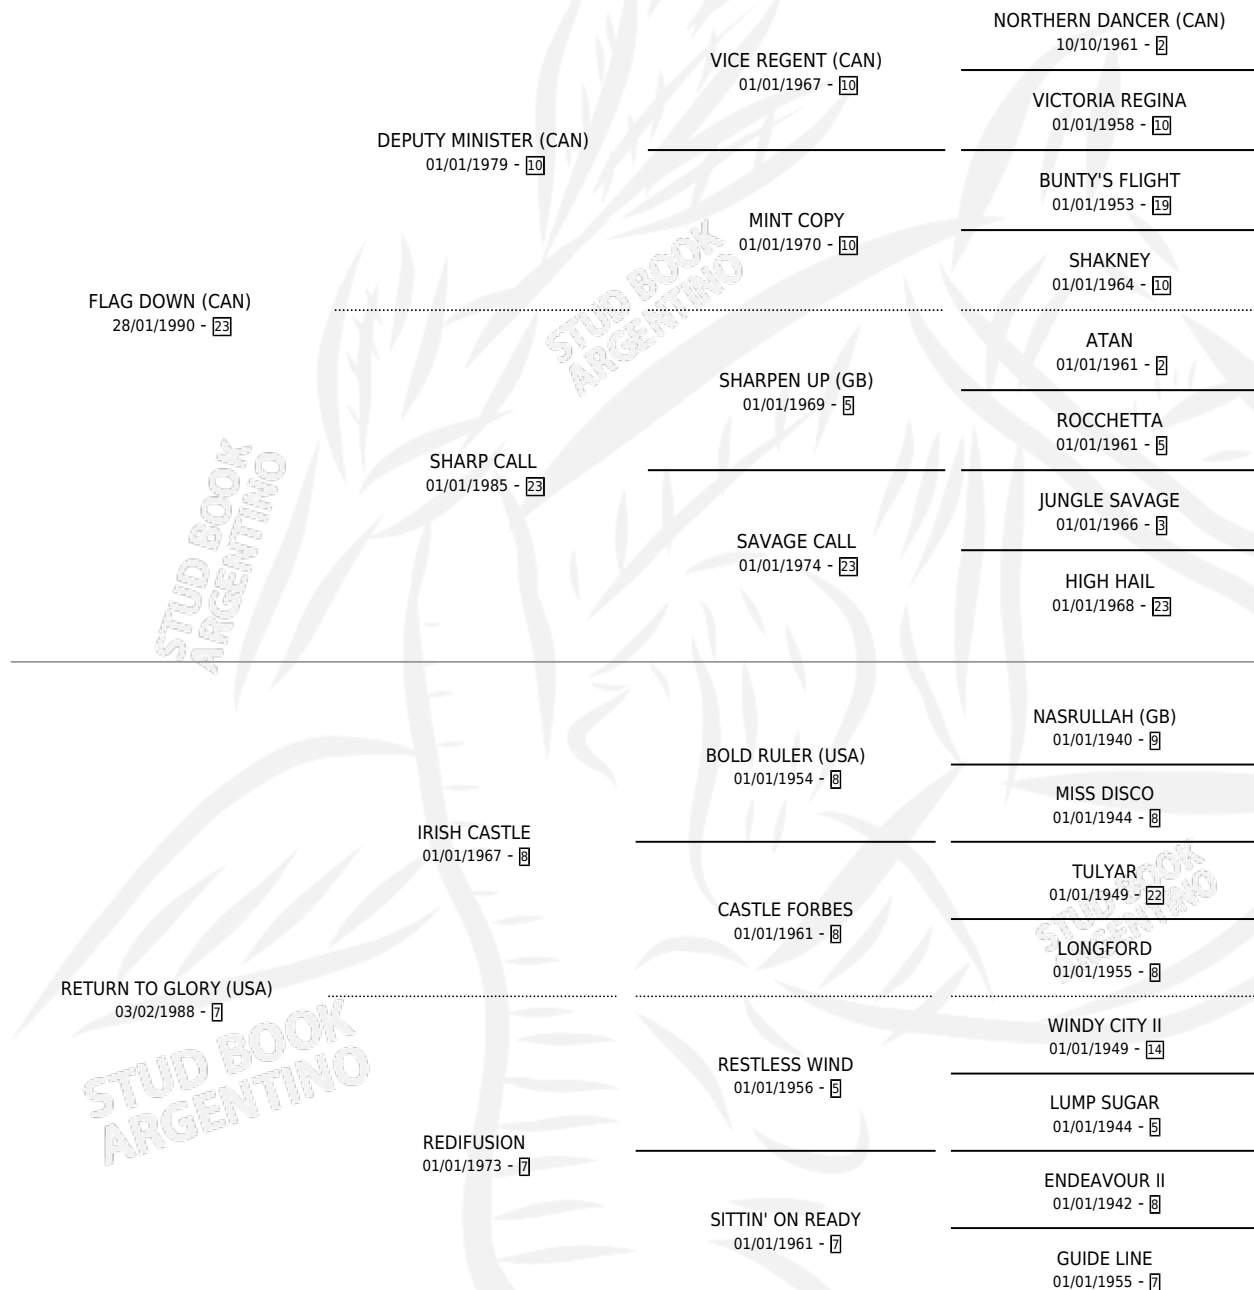 NORTHERN DANCER (CAN)
10/10/1961 - 2
VICE REGENT (CAN)
01/01/1967 - 10
VICTORIA REGINA
01/01/1958 - 10
DEPUTY MINISTER (CAN)
01/01/1979 - 10
BUNTY'S FLIGHT
01/01/1953 - 19
MINT COPY
01/01/1970 - 10
SHAKNEY
01/01/1964 - 10
FLAG DOWN (CAN)
28/01/1990 - 23
ATAN
01/01/1961 - 2
SHARPEN UP (GB)
01/01/1969 - 5
ROCCHETTA
01/01/1961 - 5
SHARP CALL
01/01/1985 - 23
JUNGLE SAVAGE
01/01/1966 - 3
SAVAGE CALL
01/01/1974 - 23
HIGH HAIL
01/01/1968 - 23
NASRULLAH (GB)
01/01/1940 - 9
BOLD RULER (USA)
01/01/1954 - 8
MISS DISCO
01/01/1944 - 8
IRISH CASTLE
01/01/1967 - 8
TULYAR
01/01/1949 - 22
CASTLE FORBES
01/01/1961 - 8
LONGFORD
01/01/1955 - 8
RETURN TO GLORY (USA)
03/02/1988 - 7
WINDY CITY II
01/01/1949 - 14
RESTLESS WIND
01/01/1956 - 5
LUMP SUGAR
01/01/1944 - 5
REDIFUSION
01/01/1973 - 7
ENDEAVOUR II
01/01/1942 - 8
SITTIN' ON READY
01/01/1961 - 7
GUIDE LINE
01/01/1955 - 7
STUD BOOK
ARGENTINO
STUD BOOK
ARGENTINO
STUD BOOK
ARGENTINO
STUD BOOK
ARGENTINO